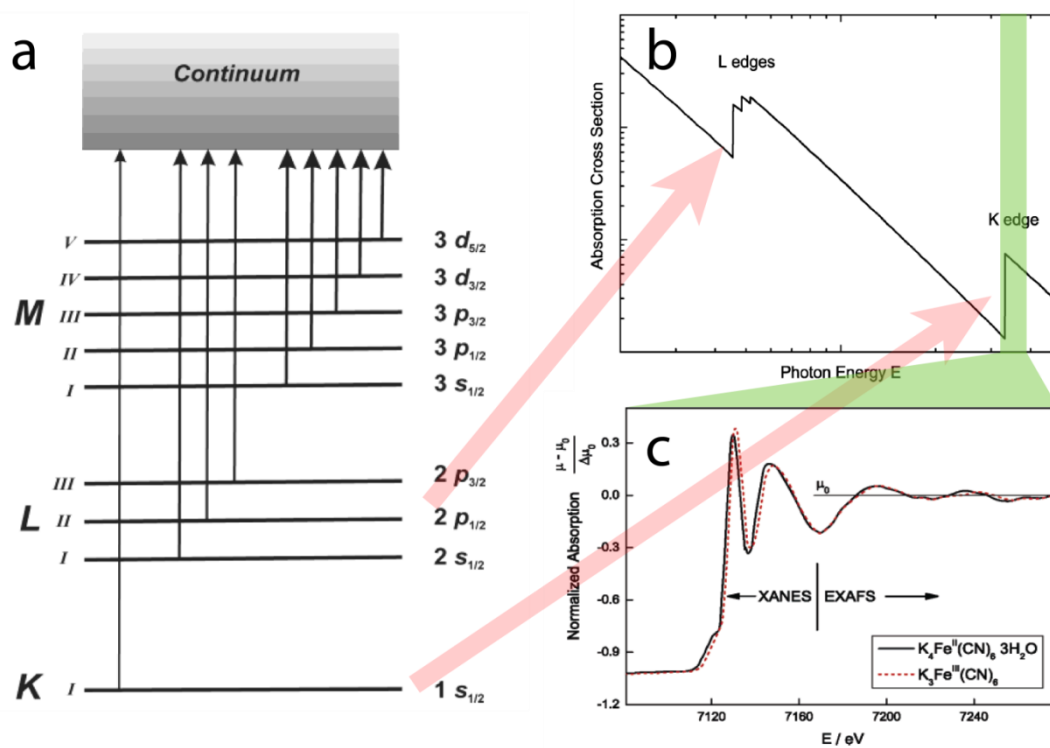 a
Continuum
V 3 d5/2
IV 3 d3/2
M III 3 p3/2
II 3 p1/2
I 3 s1/2
III 2 p3/2
L II 2 p1/2
I 2 s1/2
K I 1 s1/2
b
L edges
K edge
Absorption Cross Section
Photon Energy E
c
μ - μ0
Δμ0
Normalized Absorption
0.3
0.0
-0.3
-0.6
-0.9
-1.2
μ0
XANES EXAFS
K4FeII(CN)6 3H2O
K3FeIII(CN)6
7120 7160 7200 7240
E / eV